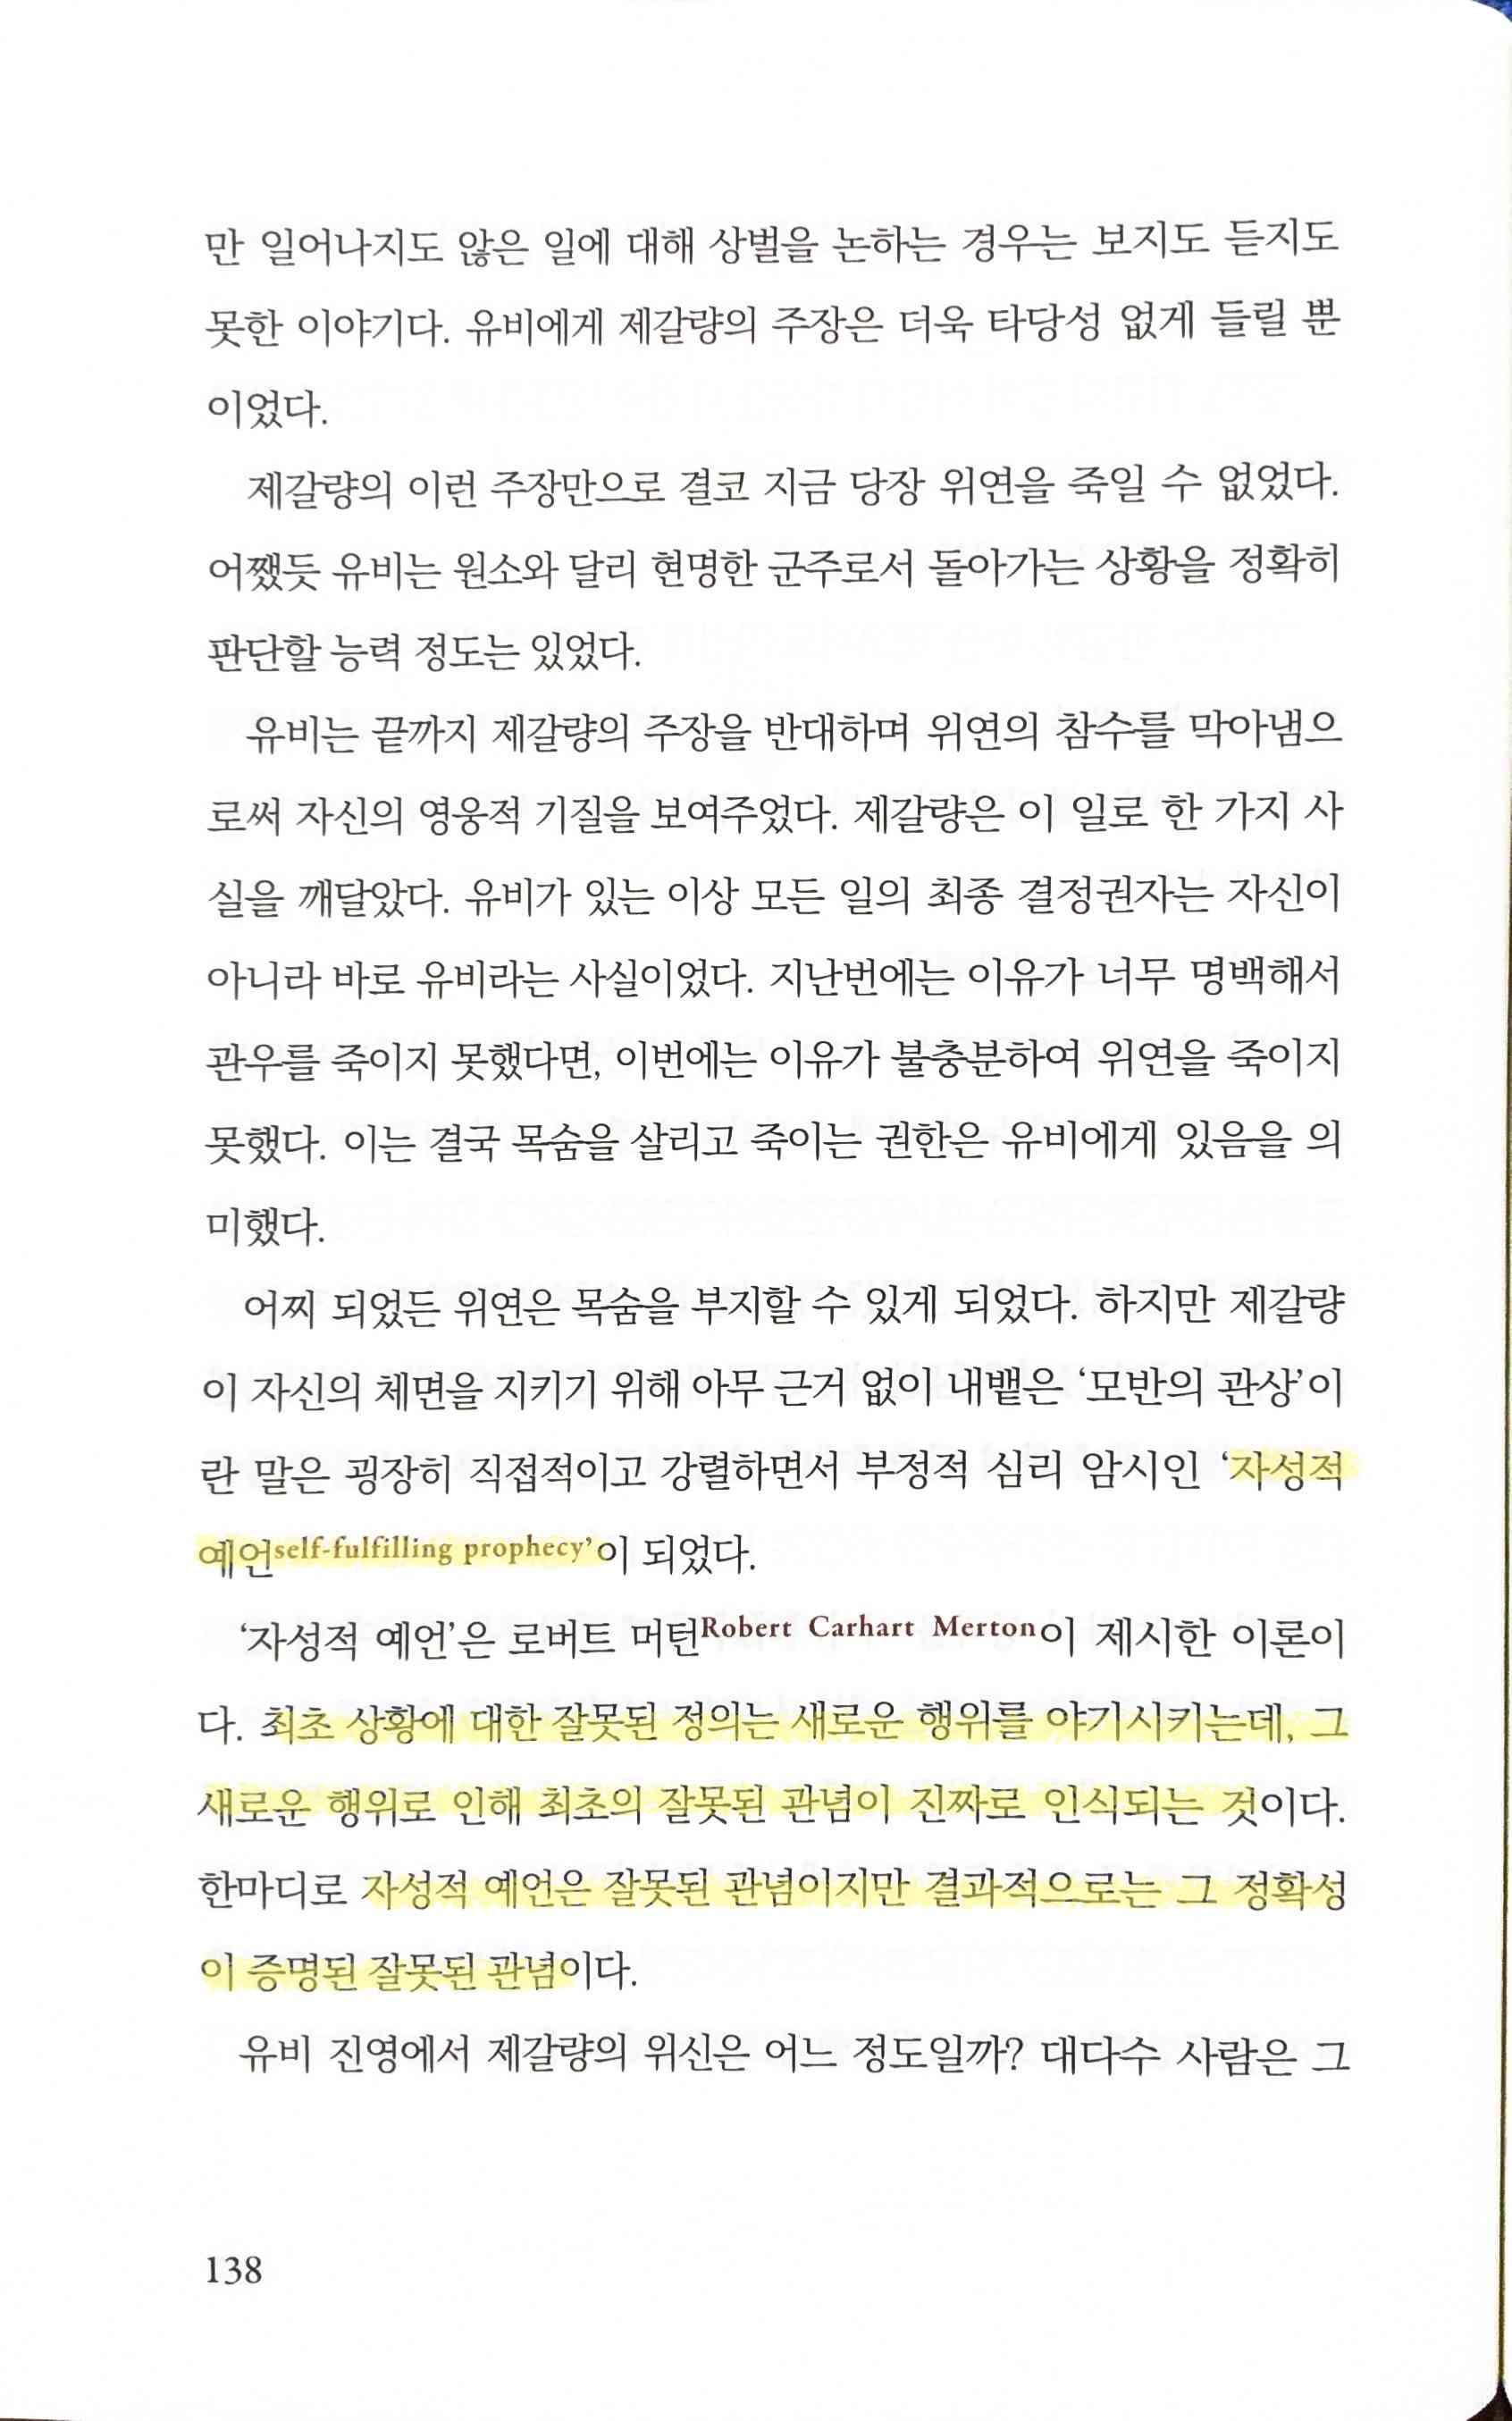 만 일어나지도 않은 일에 대해 상벌을 논하는 경우는 보지도 듣지도
못한 이야기다. 유비에게 제갈량의 주장은 더욱 타당성 없게 들릴 뿐
이었다.
제갈량의 이런 주장만으로 결코 지금 당장 위연을 죽일 수 없었다.
어쨌듯 유비는 원소와 달리 현명한 군주로서 돌아가는 상황을 정확히
판단할 능력 정도는 있었다.
유비는 끝까지 제갈량의 주장을 반대하며 위연의 참수를 막아냄으
로써 자신의 영웅적 기질을 보여주었다. 제갈량은 이 일로 한 가지 사
실을 깨달았다. 유비가 있는 이상 모든 일의 최종 결정권자는 자신이
아니라 바로 유비라는 사실이었다. 지난번에는 이유가 너무 명백해서
관우를 죽이지 못했다면, 이번에는 이유가 불충분하여 위연을 죽이지
못했다. 이는 결국 목숨을 살리고 죽이는 권한은 유비에게 있음을 의
미했다.
어찌 되었든 위연은 목숨을 부지할 수 있게 되었다. 하지만 제갈량
이 자신의 체면을 지키기 위해 아무 근거 없이 내뱉은 ‘모반의 관상’이
란 말은 굉장히 직접적이고 강렬하면서 부정적 심리 암시인 ‘자성적
예언self-fulfilling prophecy’이 되었다.
‘자성적 예언’은 로버트 머턴Robert Carhart Merton이 제시한 이론이
다. 최초 상황에 대한 잘못된 정의는 새로운 행위를 야기시키는데, 그
새로운 행위로 인해 최초의 잘못된 관념이 진짜로 인식되는 것이다.
한마디로 자성적 예언은 잘못된 관념이지만 결과적으로는 그 정확성
이 증명된 잘못된 관념이다.
유비 진영에서 제갈량의 위신은 어느 정도일까? 대다수 사람은 그
138